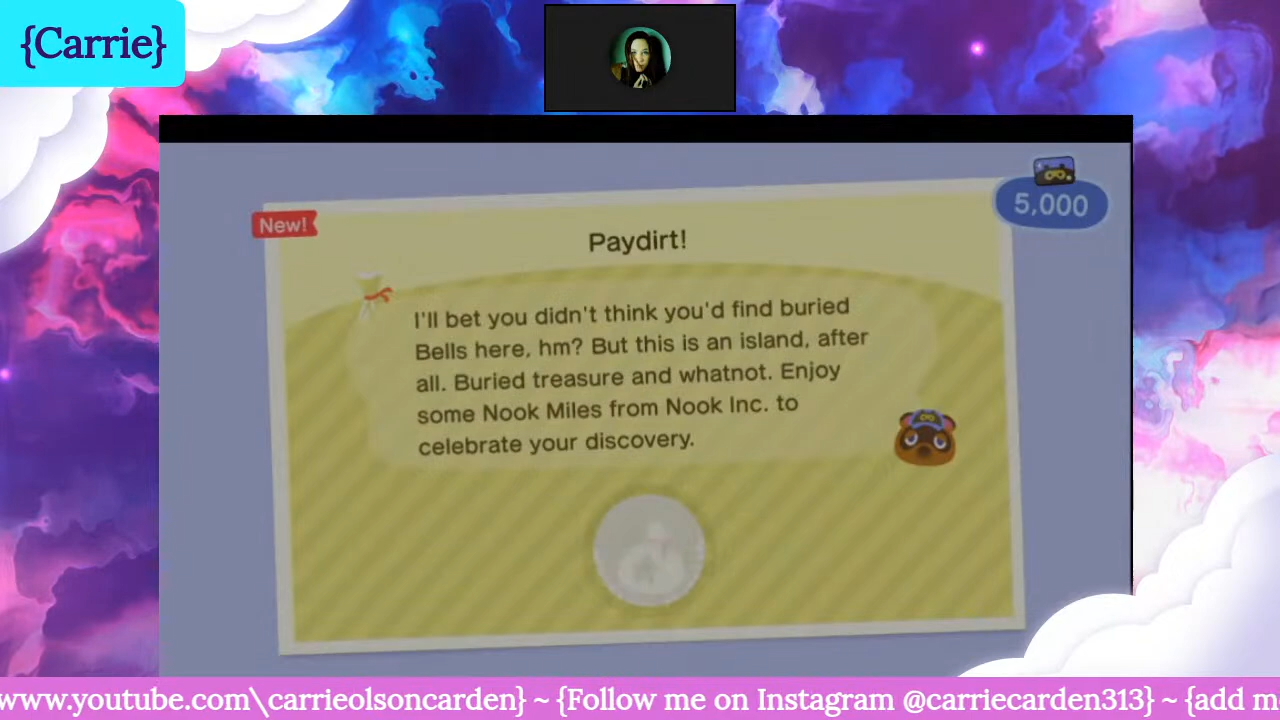 {Carrie}
5,000
New!
Paydirt!
I'll bet you didn't think you'd find buried
Bells here, hm? But this is an island, after
all. Buried treasure and whatnot. Enjoy
some Nook Miles from Nook Inc. to
celebrate your discovery.
www.youtube.com\carrieolsoncarden} ~ {Follow me on Instagram @carriecarden313} ~ {add m